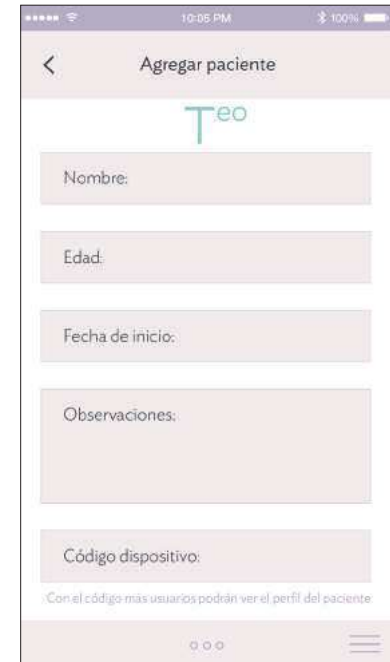 10:05 PM 100%
Agregar paciente
Teo
Nombre:
Edad:
Fecha de inicio:
Observaciones:
Código dispositivo:
Con el código mas usuarios podrán ver el perfil del paciente